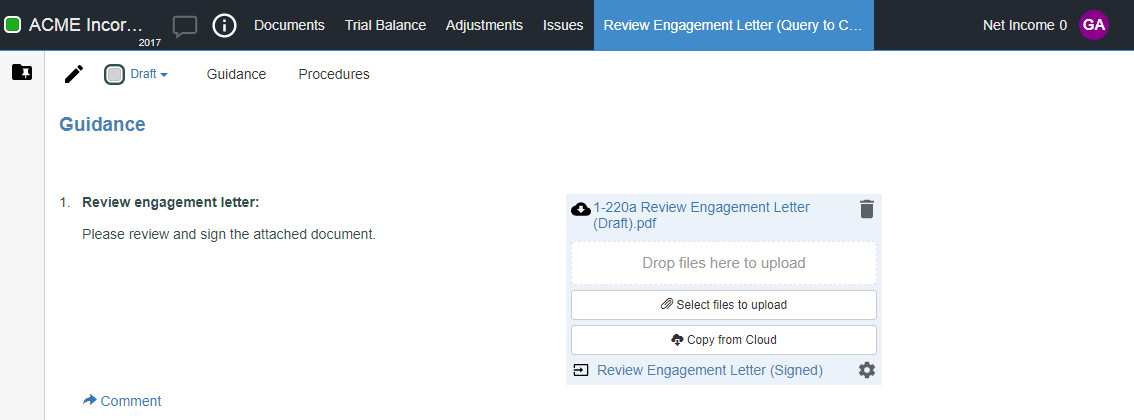 ACME Incor... 2017 Documents Trial Balance Adjustments Issues Review Engagement Letter (Query to C... Net Income 0 GA
Draft Guidance Procedures
Guidance
1. Review engagement letter:
Please review and sign the attached document.
1-220a Review Engagement Letter
(Draft).pdf
Drop files here to upload
Select files to upload
Copy from Cloud
Review Engagement Letter (Signed)
Comment